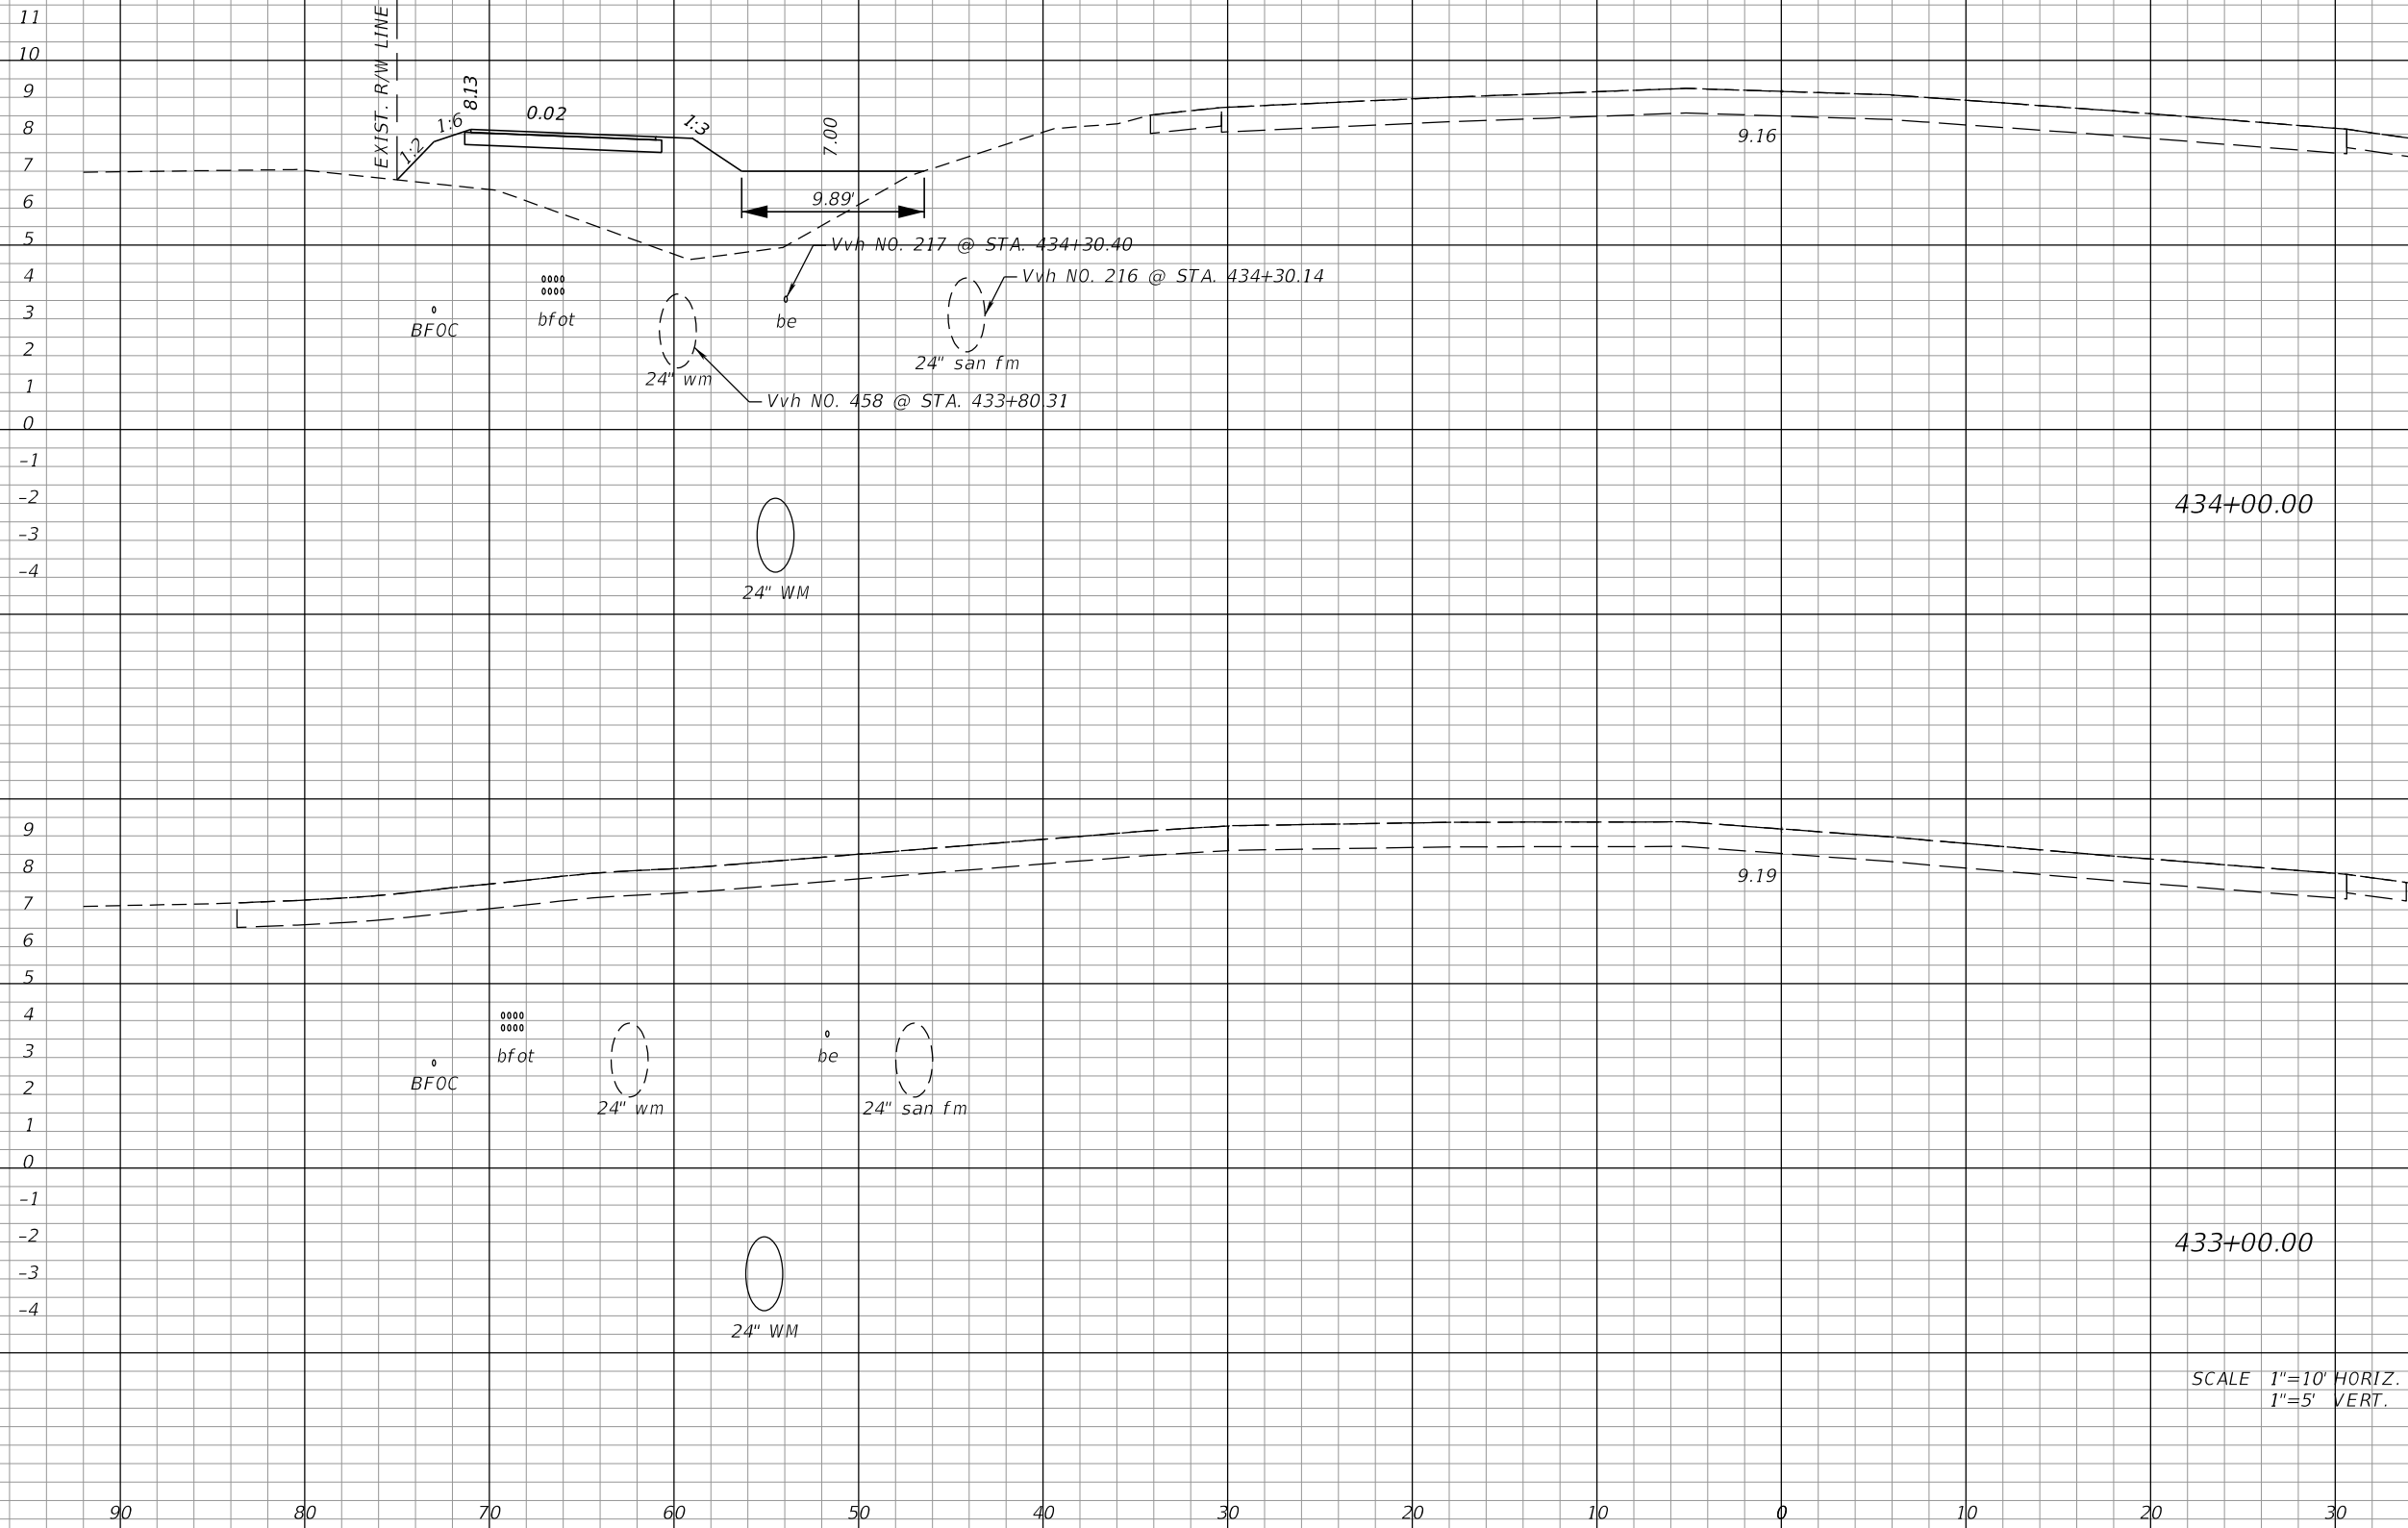 11
10
9
8
7
6
5
4
3
2
1
0
-1
-2
-3
-4
EXIST. R/W LINE
1:2
1:6
8.13
0.02
1:3
7.00
9.89'
9.16
Vvh NO. 217 @ STA. 434+30.40
Vvh NO. 216 @ STA. 434+30.14
BFOC
bfot
24" wm
be
24" san fm
Vvh NO. 458 @ STA. 433+80.31
24" WM
434+00.00
9
8
7
6
5
4
3
2
1
0
-1
-2
-3
-4
9.19
BFOC
bfot
24" wm
be
24" san fm
24" WM
433+00.00
SCALE 1"=10' HORIZ.
1"=5' VERT.
90 80 70 60 50 40 30 20 10 0 10 20 30